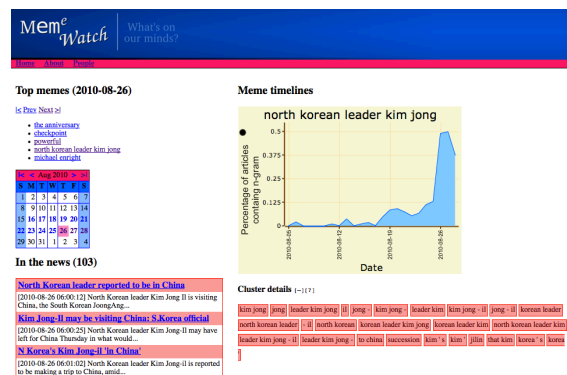 Meme Watch
What's on
our minds?
Home About People
Top memes (2010-08-26)
|< Prev Next >|
the anniversary
checkpoint
powerful
north korean leader kim jong
michael enright
|< < Aug 2010 > >|
S M T W T F S
1 2 3 4 5 6 7
8 9 10 11 12 13 14
15 16 17 18 19 20 21
22 23 24 25 26 27 28
29 30 31 1 2 3 4
In the news (103)
North Korean leader reported to be in China
[2010-08-26 06:00:12] North Korean leader Kim Jong Il is visiting
China, the South Korean JoongAng...
Kim Jong-Il may be visiting China: S.Korea official
[2010-08-26 06:00:25] North Korean leader Kim Jong-Il may have
left for China Thursday in what would...
N Korea's Kim Jong-il 'in China'
[2010-08-26 06:01:02] North Korean leader Kim Jong-il is reported
to be making a trip to China, amid...
Meme timelines
north korean leader kim jong
Percentage of articles
containg n-gram
0.5
0.375
0.25
0.125
0
2010-08-05
2010-08-12
2010-08-19
2010-08-26
Date
Cluster details [−] [?]
kim jong jong leader kim jong il jong - kim jong - leader kim kim jong - il jong - il korean leader
north korean leader - il north korean korean leader kim jong korean leader kim north korean leader kim
leader kim jong - il leader kim jong - to china succession kim ' s kim ' jilin that kim korea ' s korea
'